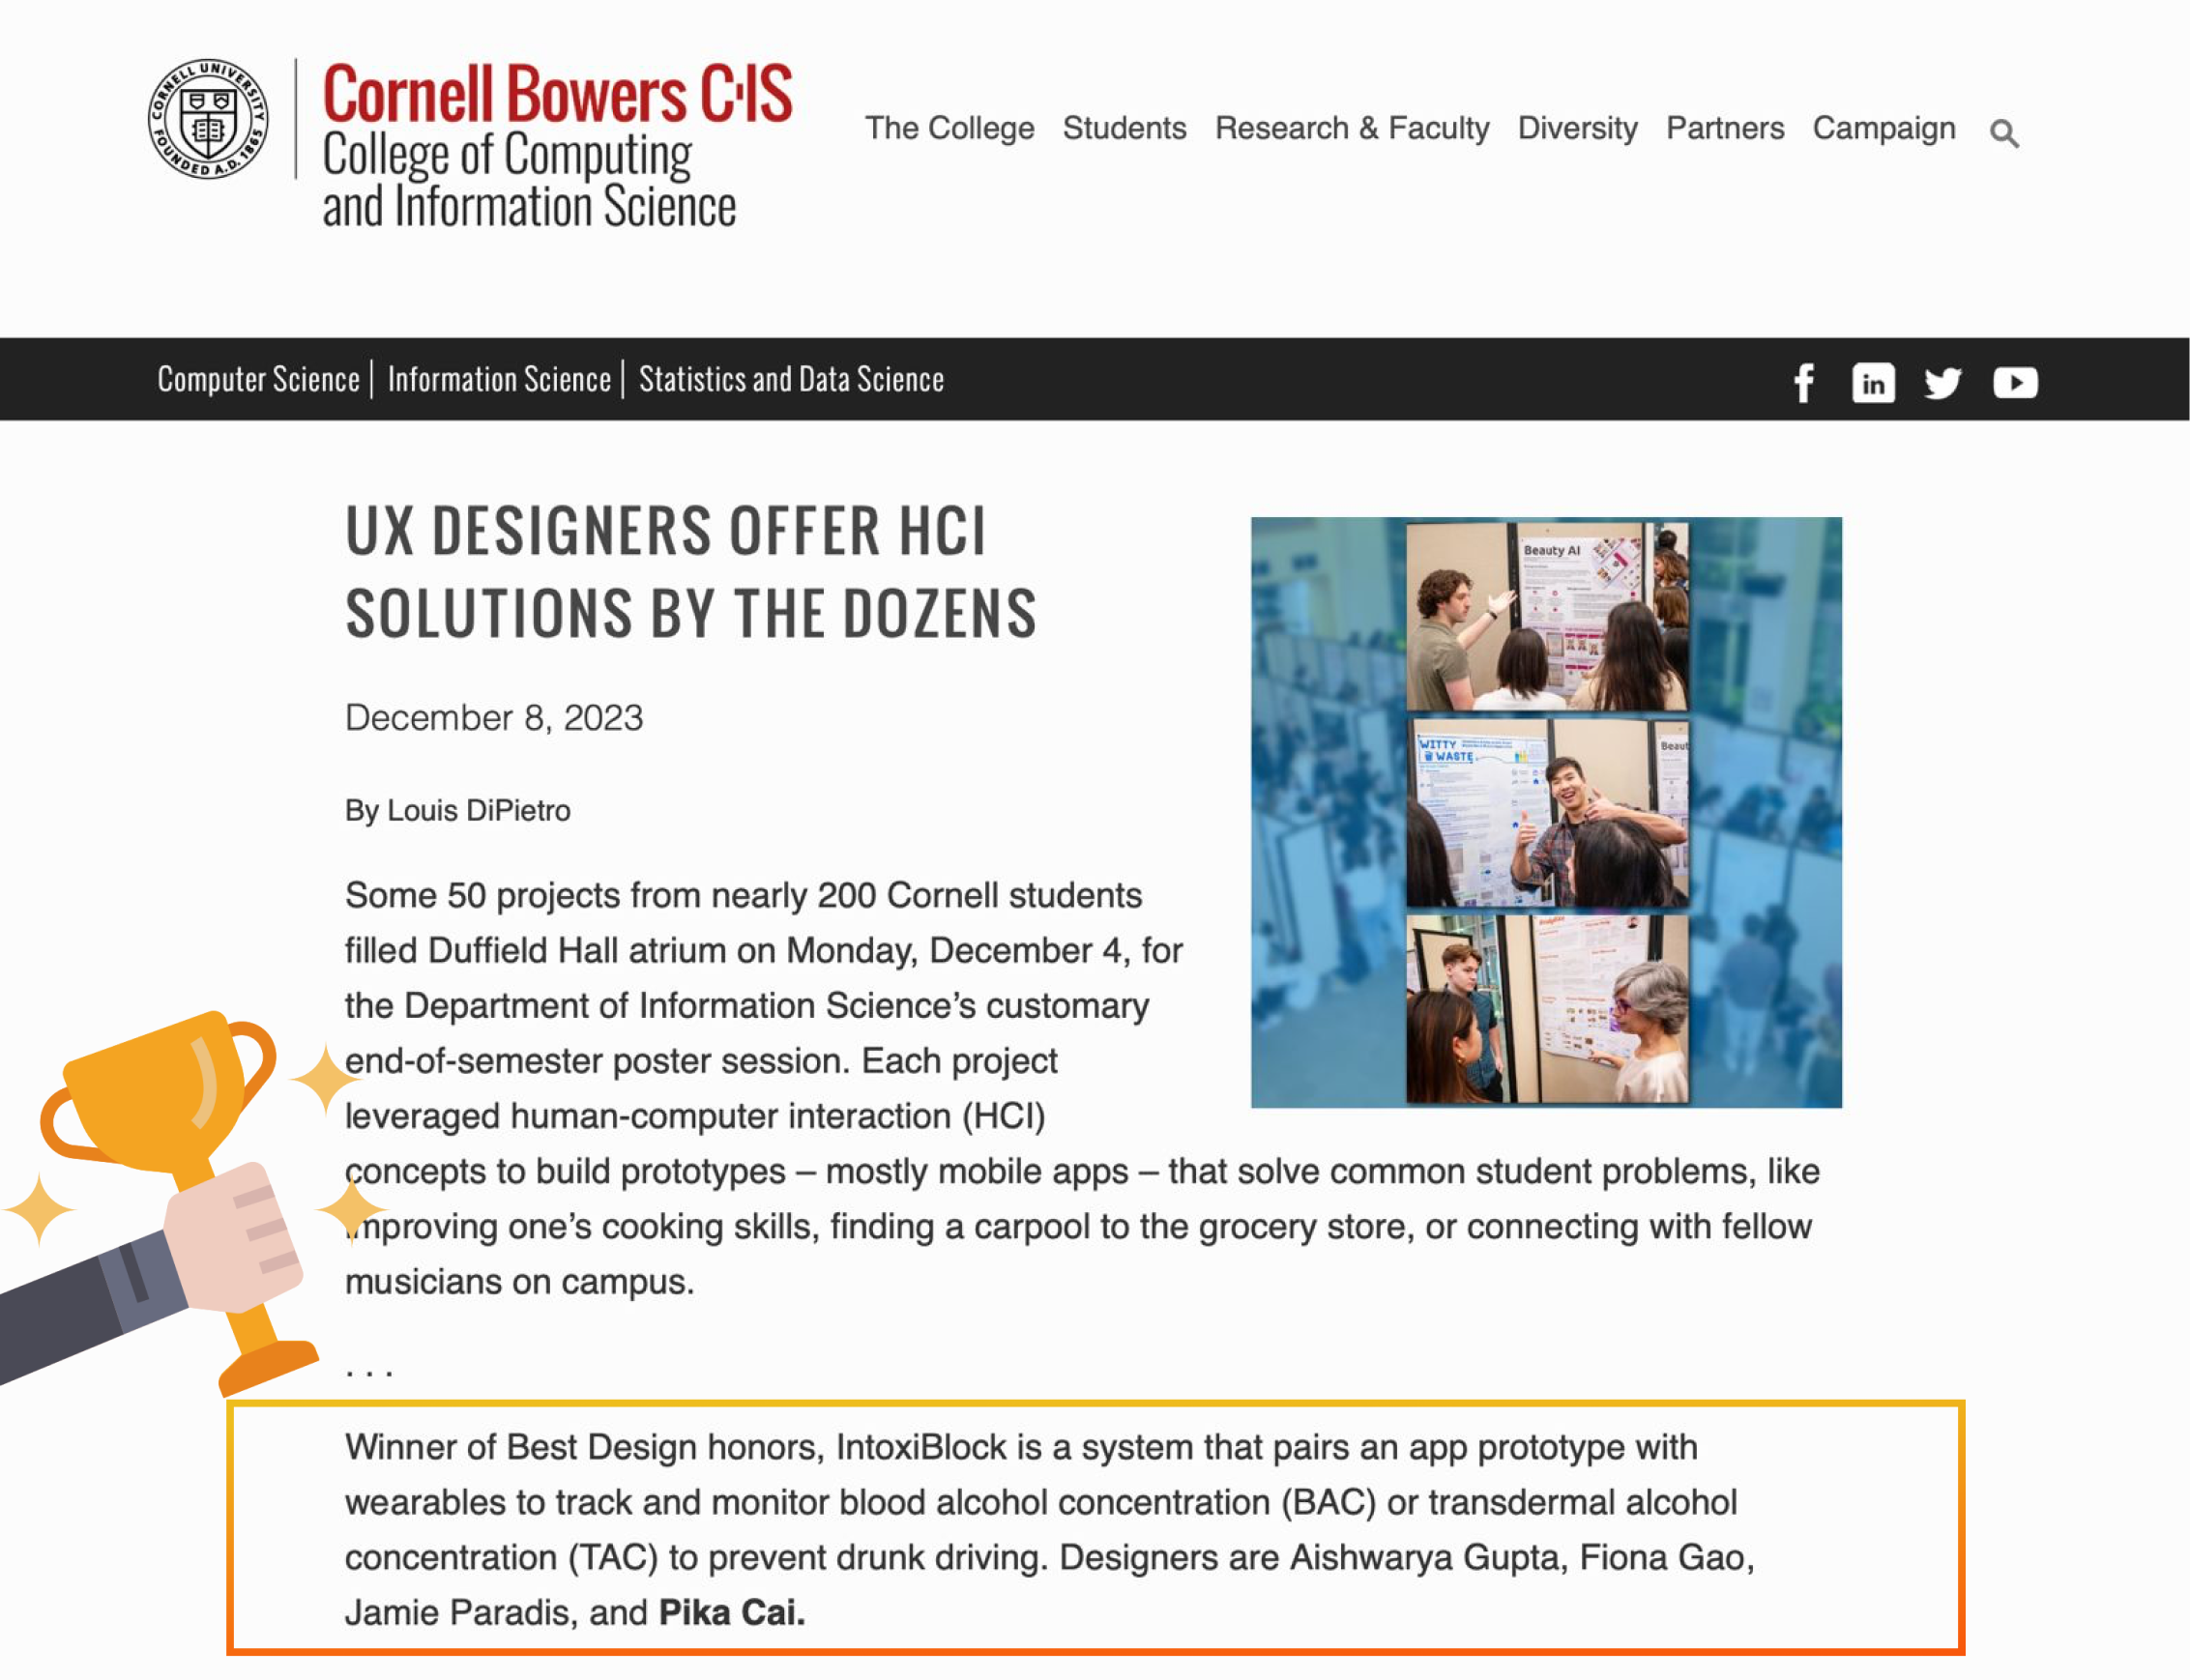 CORNELL UNIVERSITY
FOUNDED A.D. 1865
Cornell Bowers C·IS
College of Computing
and Information Science
The College Students Research & Faculty Diversity Partners Campaign
Computer Science | Information Science | Statistics and Data Science
in
UX DESIGNERS OFFER HCI
SOLUTIONS BY THE DOZENS
December 8, 2023
By Louis DiPietro
Some 50 projects from nearly 200 Cornell students
filled Duffield Hall atrium on Monday, December 4, for
the Department of Information Science’s customary
end-of-semester poster session. Each project
leveraged human-computer interaction (HCI)
concepts to build prototypes – mostly mobile apps – that solve common student problems, like
improving one’s cooking skills, finding a carpool to the grocery store, or connecting with fellow
musicians on campus.
. . .
Winner of Best Design honors, IntoxiBlock is a system that pairs an app prototype with
wearables to track and monitor blood alcohol concentration (BAC) or transdermal alcohol
concentration (TAC) to prevent drunk driving. Designers are Aishwarya Gupta, Fiona Gao,
Jamie Paradis, and Pika Cai.
Beauty AI
WITTY
WASTE
Beaut